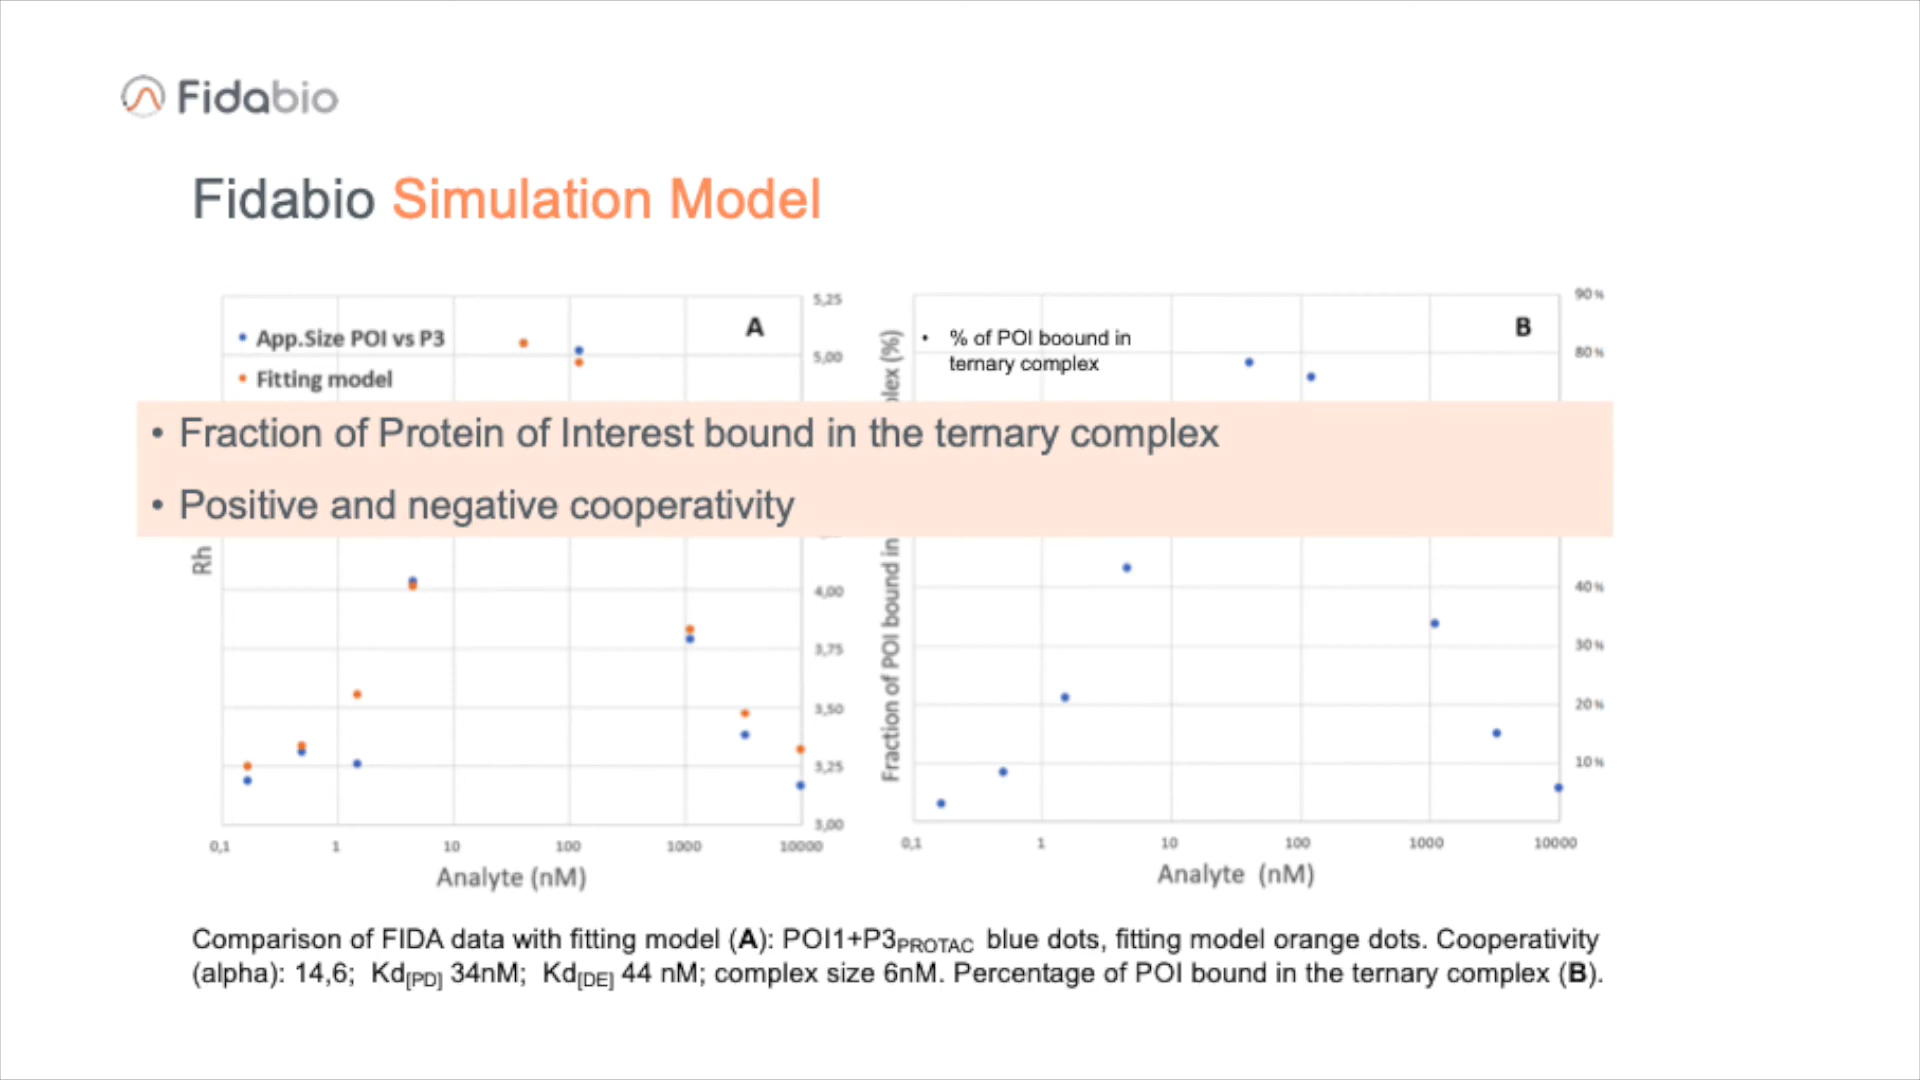 Fidabio
Fidabio Simulation Model
App.Size POI vs P3
Fitting model
A
5,25
5,00
% of POI boound in
ternary complex
B
90%
80%
• Fraction of Protein of Interest bound in the ternary complex
• Positive and negative cooperativity
Rh
4,00
3,75
3,50
3,25
3,00
0,1 1 10 100 1000 10000
Analyte (nM)
Fraction of POI bound in
plex (%)
40%
30%
20%
10%
0,1 1 10 100 1000 10000
Analyte (nM)
Comparison of FIDA data with fitting model (A): POI1+P3PROTAC blue dots, fitting model orange dots. Cooperativity
(alpha): 14,6; Kd[PD] 34nM; Kd[DE] 44 nM; complex size 6nM. Percentage of POI bound in the ternary complex (B).